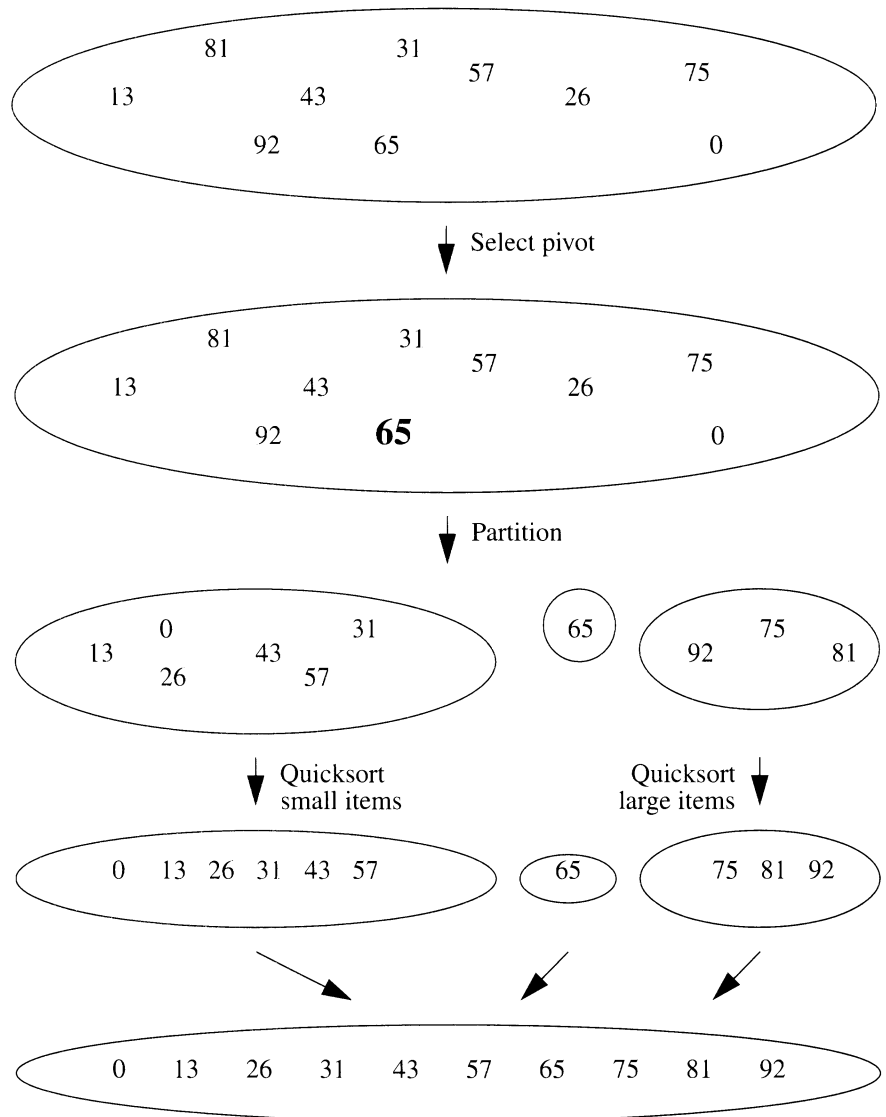 81 31
57 75
13 43 26
92 65 0
Select pivot
81 31
57 75
13 43 26
92 65 0
Partition
0 31 65 75
13 43 92 81
26 57
Quicksort
small items
Quicksort
large items
0 13 26 31 43 57 65 75 81 92
0 13 26 31 43 57 65 75 81 92